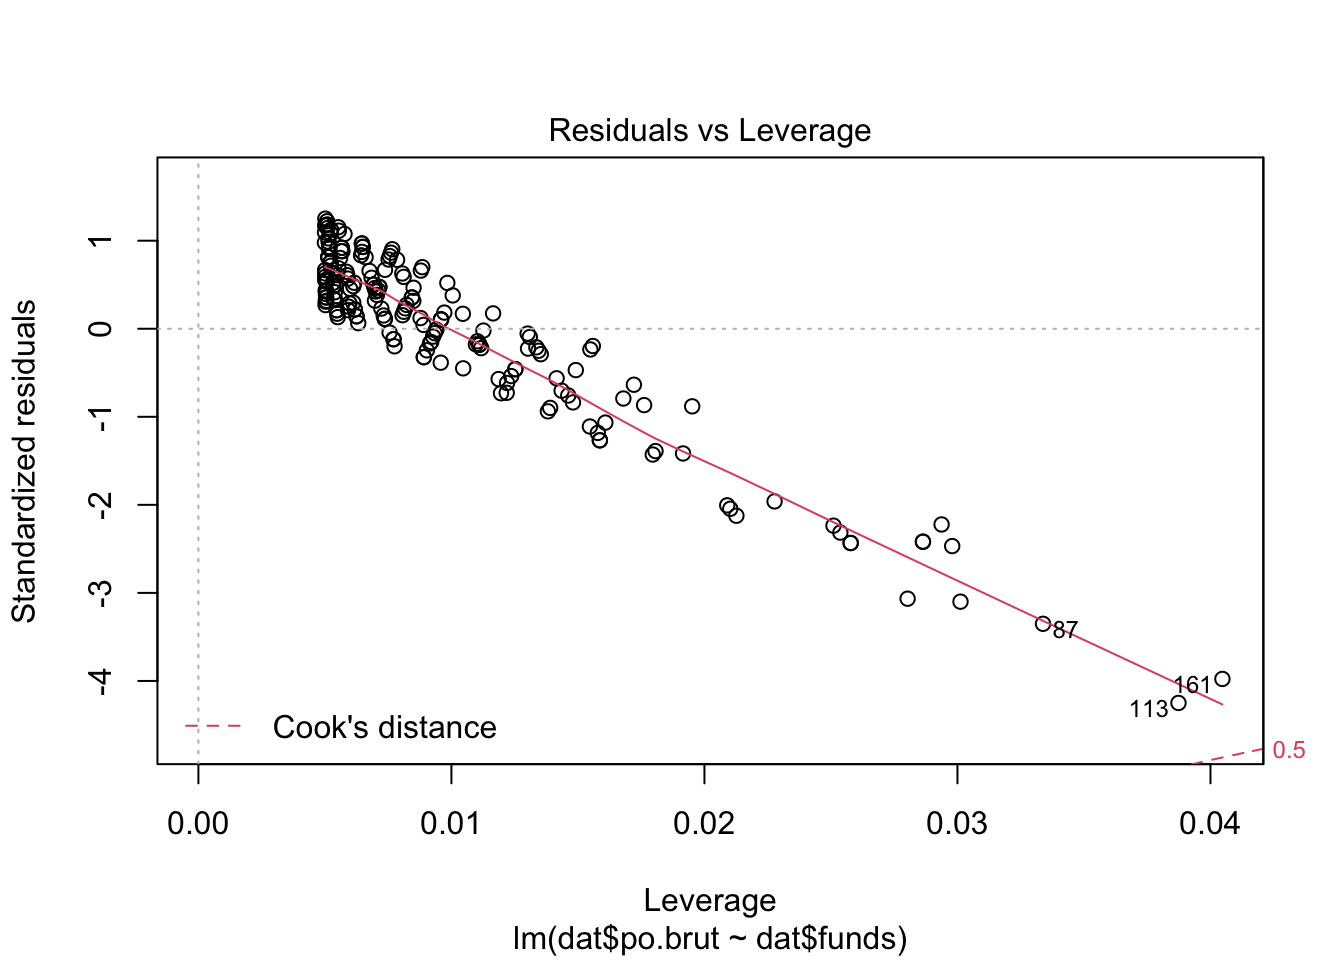 Residuals vs Leverage
Standardized residuals
1
0
-1
-2
-3
-4
87
161
113
Cook's distance
0.5
0.00 0.01 0.02 0.03 0.04
Leverage
lm(dat$po.brut ~ dat$funds)